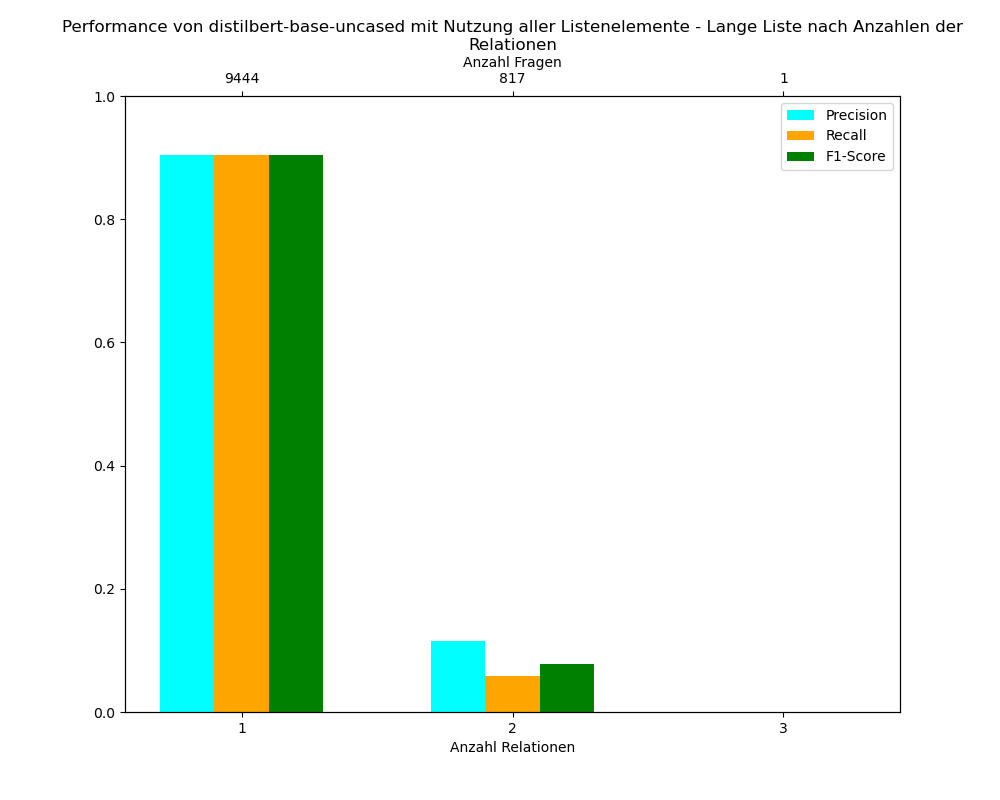 Performance von distilbert-base-uncased mit Nutzung aller Listenelemente - Lange Liste nach Anzahlen der
Relationen
Anzahl Fragen
9444 817 1
1.0
0.8
0.6
0.4
0.2
0.0
Precision
Recall
F1-Score
1 2 3
Anzahl Relationen